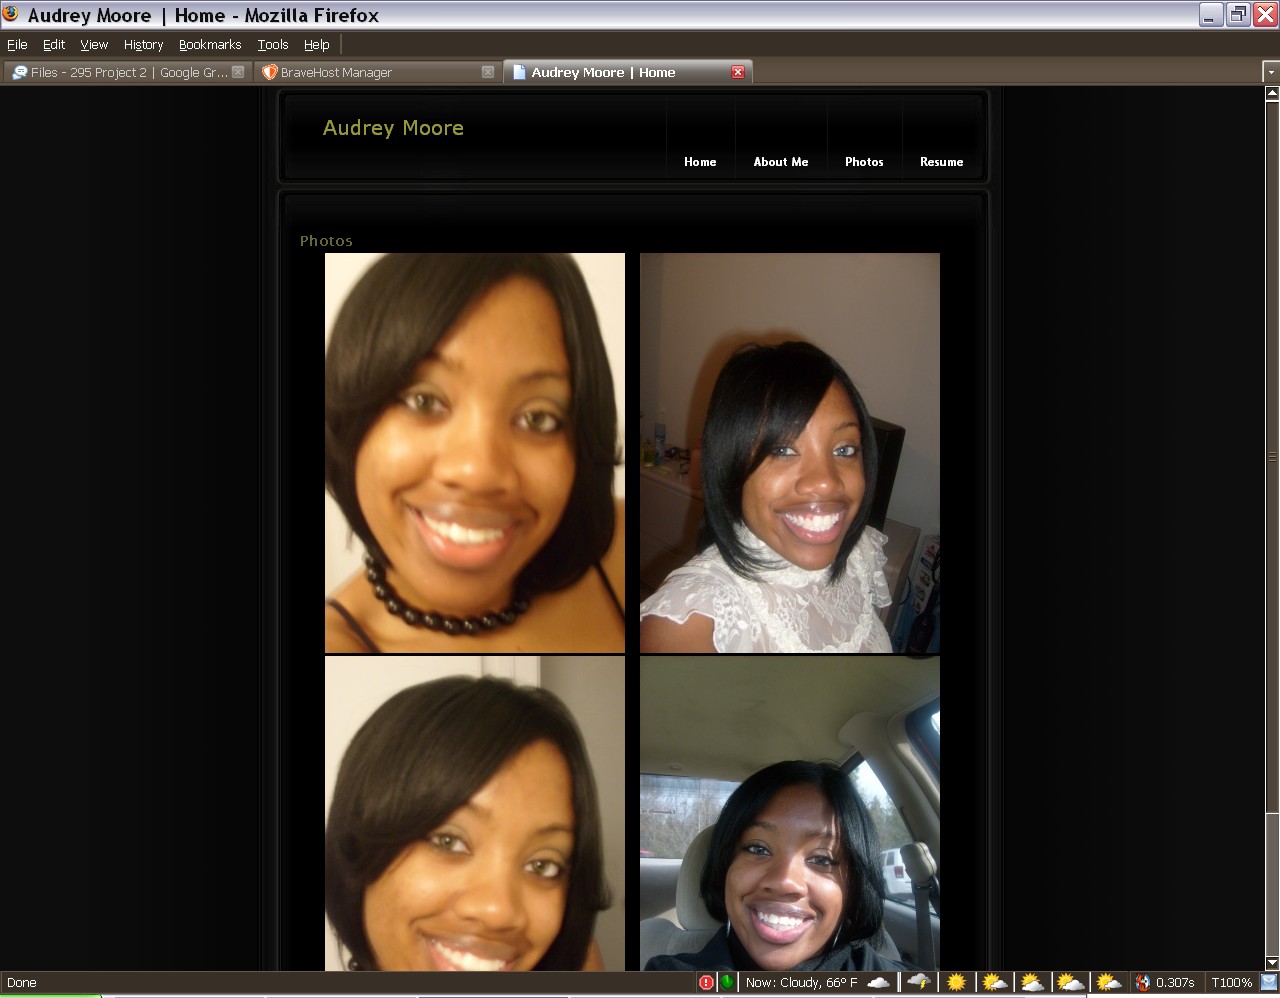 Audrey Moore | Home - Mozilla Firefox
File Edit View History Bookmarks Tools Help
Files - 295 Project 2 | Google Gr... BraveHost Manager Audrey Moore | Home
Audrey Moore
Home About Me Photos Resume
Photos
Done Now: Cloudy, 66° F 0.307s T100%